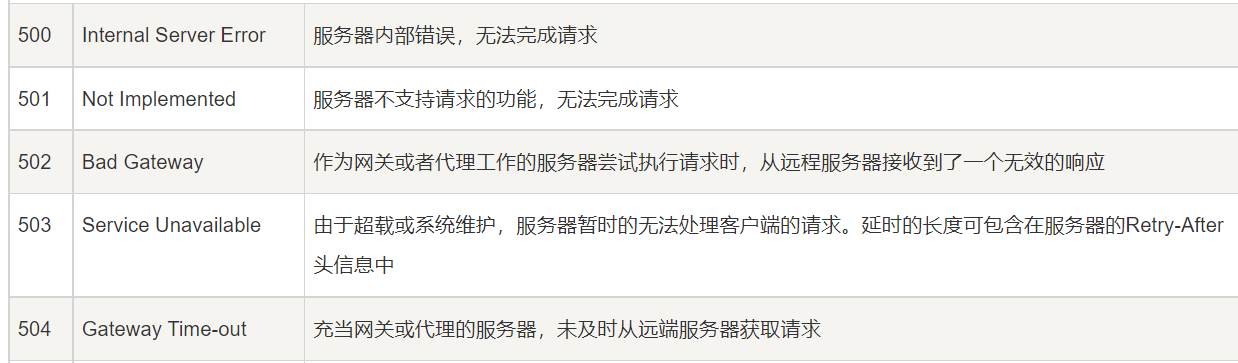 500 Internal Server Error 服务器内部错误，无法完成请求
501 Not Implemented 服务器不支持请求的功能，无法完成请求
502 Bad Gateway 作为网关或者代理工作的服务器尝试执行请求时，从远程服务器接收到了一个无效的响应
503 Service Unavailable 由于超载或系统维护，服务器暂时的无法处理客户端的请求。延时的长度可包含在服务器的Retry-After
头信息中
504 Gateway Time-out 充当网关或代理的服务器，未及时从远端服务器获取请求